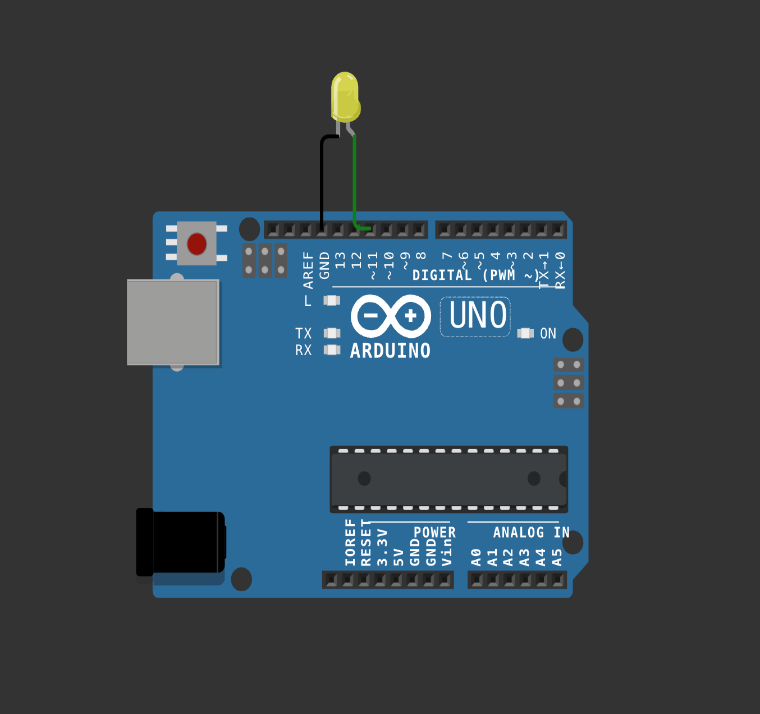 AREF
GND
13
12
~11
~10
~9
8
7
~6
~5
4
~3
2
TX→1
RX←0
DIGITAL (PWM ~)
L
TX
RX
UNO
ON
ARDUINO
IOREF
RESET
3.3V
5V
GND
GND
Vin
POWER
A0
A1
A2
A3
A4
A5
ANALOG IN